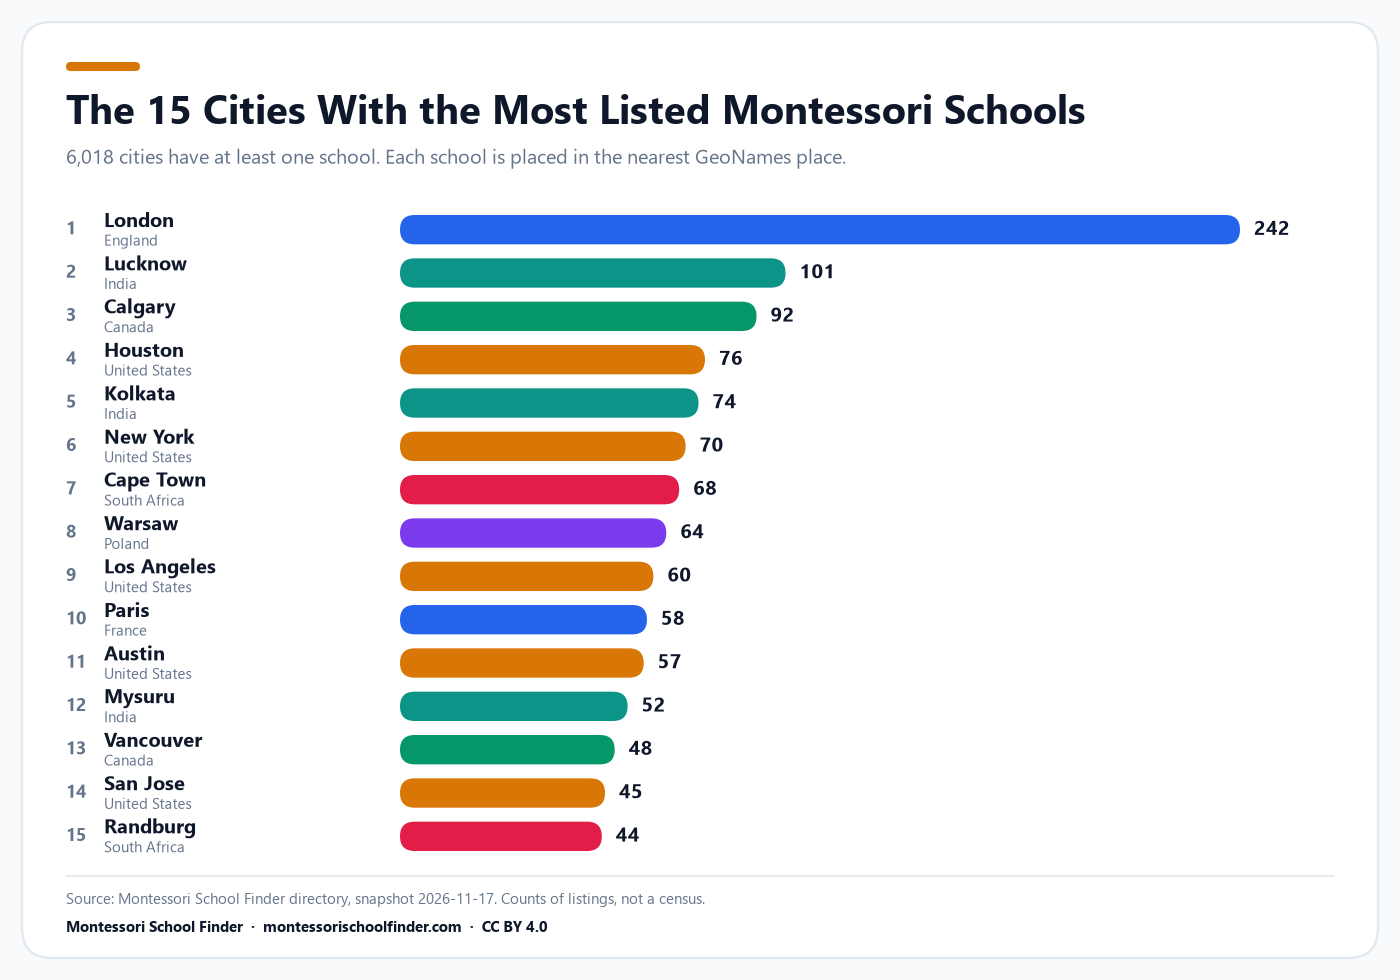 The 15 Cities With the Most Listed Montessori Schools
6,018 cities have at least one school. Each school is placed in the nearest GeoNames place.
1 London 242
England
2 Lucknow 101
India
3 Calgary 92
Canada
4 Houston 76
United States
5 Kolkata 74
India
6 New York 70
United States
7 Cape Town 68
South Africa
8 Warsaw 64
Poland
9 Los Angeles 60
United States
10 Paris 58
France
11 Austin 57
United States
12 Mysuru 52
India
13 Vancouver 48
Canada
14 San Jose 45
United States
15 Randburg 44
South Africa
Source: Montessori School Finder directory, snapshot 2026-11-17. Counts of listings, not a census.
Montessori School Finder · montessorischoolfinder.com · CC BY 4.0